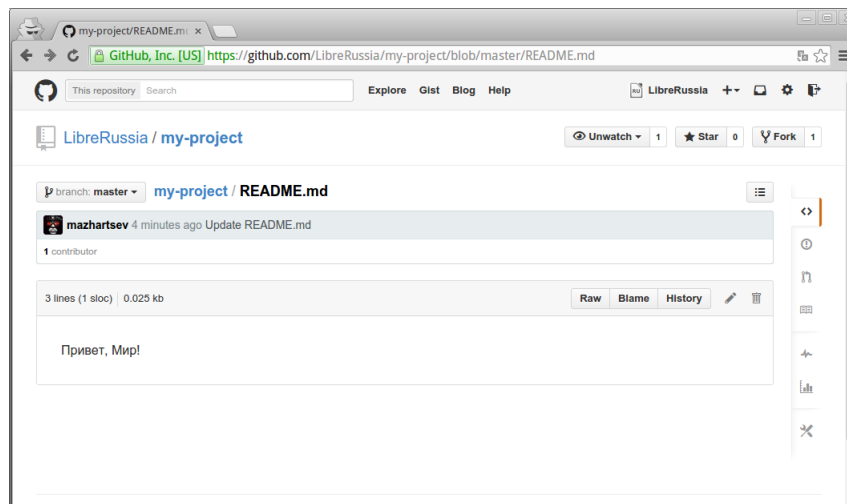 my-project/README.m
GitHub, Inc. [US] https://github.com/LibreRussia/my-project/blob/master/README.md
This repository Search Explore Gist Blog Help RU LibreRussia
LibreRussia / my-project Unwatch 1 Star 0 Fork 1
branch: master my-project / README.md
mazhartsev 4 minutes ago Update README.md
1 contributor
3 lines (1 sloc) 0.025 kb Raw Blame History
Привет, Мир!